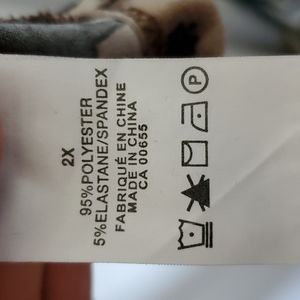 2X
95%POLYESTER
5%ELASTANE/SPANDEX
FABRIQUÉ EN CHINE
MADE IN CHINA
CA 00655
P